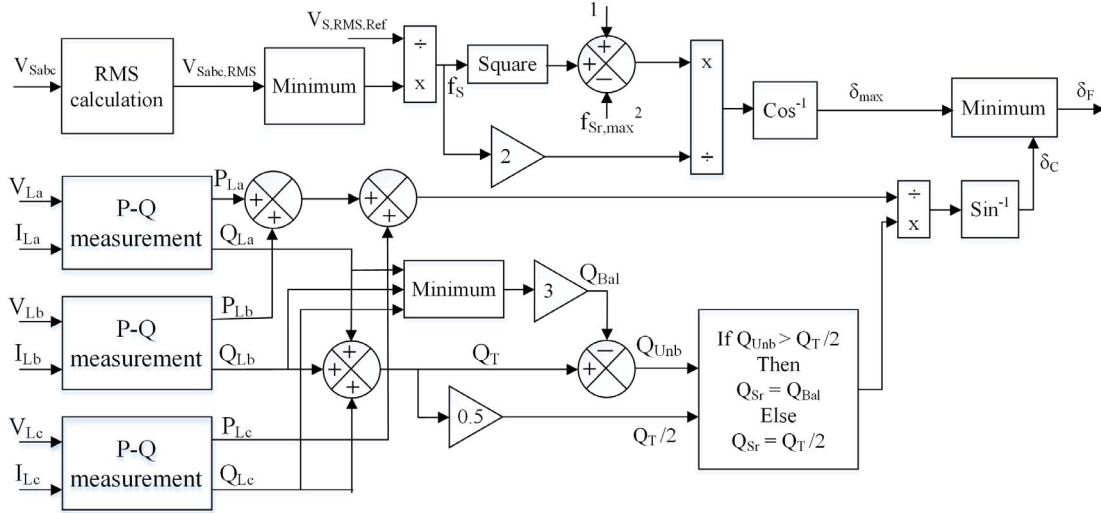 V_Sabc
RMS
calculation
V_Sabc,RMS
Minimum
V_S,RMS,Ref
÷
x
f_S
Square
1
+
+
−
f_Sr,max²
2
x
÷
Cos⁻¹
δ_max
Minimum
δ_F
δ_C
V_La
I_La
P-Q
measurement
P_La
Q_La
+
+
+
+
÷
x
Sin⁻¹
V_Lb
I_Lb
P-Q
measurement
P_Lb
Q_Lb
Minimum
3
Q_Bal
+
+
+
Q_T
−
+
Q_Unb
0.5
Q_T/2
If Q_Unb > Q_T/2
Then
Q_Sr = Q_Bal
Else
Q_Sr = Q_T/2
V_Lc
I_Lc
P-Q
measurement
P_Lc
Q_Lc